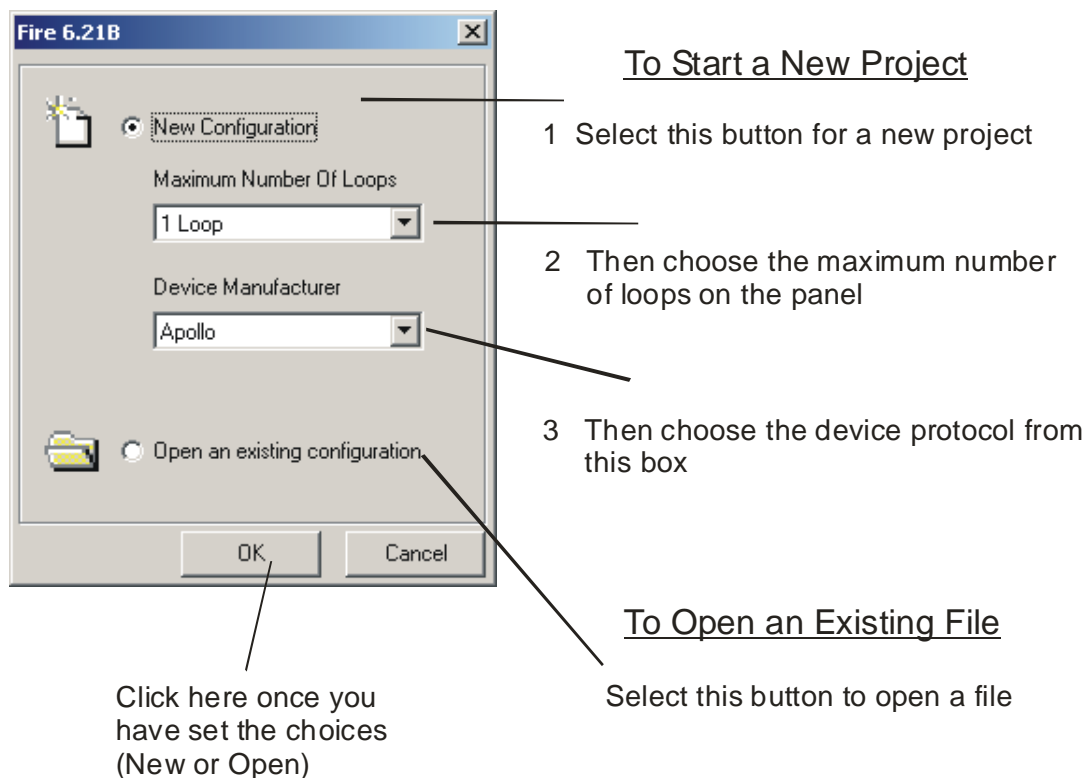 Fire 6.21B
New Configuration
Maximum Number Of Loops
1 Loop
Device Manufacturer
Apollo
Open an existing configuration
OK
Cancel
To Start a New Project
1 Select this button for a new project
2 Then choose the maximum number
of loops on the panel
3 Then choose the device protocol from
this box
To Open an Existing File
Select this button to open a file
Click here once you
have set the choices
(New or Open)